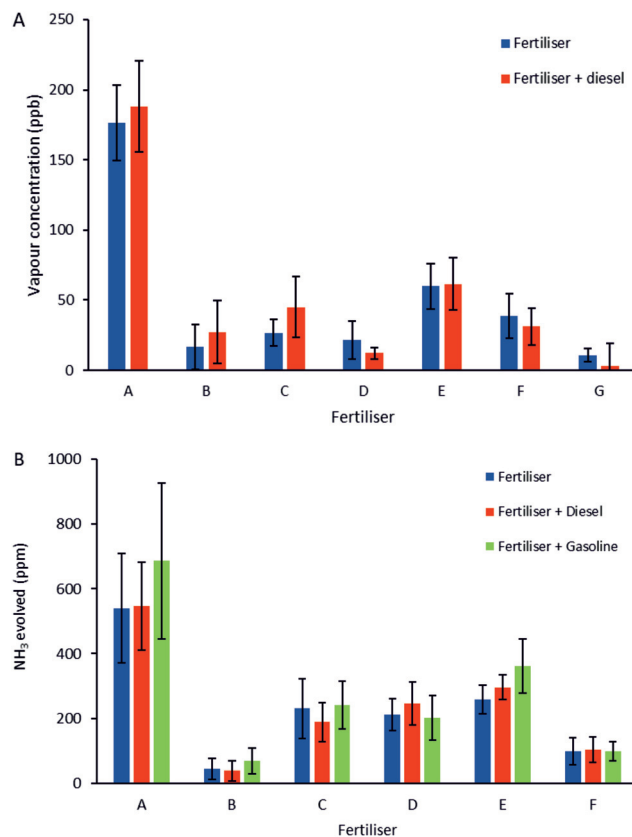 A
Vapour concentration (ppb)
250
200
150
100
50
0
Fertiliser
Fertiliser + diesel
A B C D E F G
Fertiliser
B
NH₃ evolved (ppm)
1000
800
600
400
200
0
Fertiliser
Fertiliser + Diesel
Fertiliser + Gasoline
A B C D E F
Fertiliser